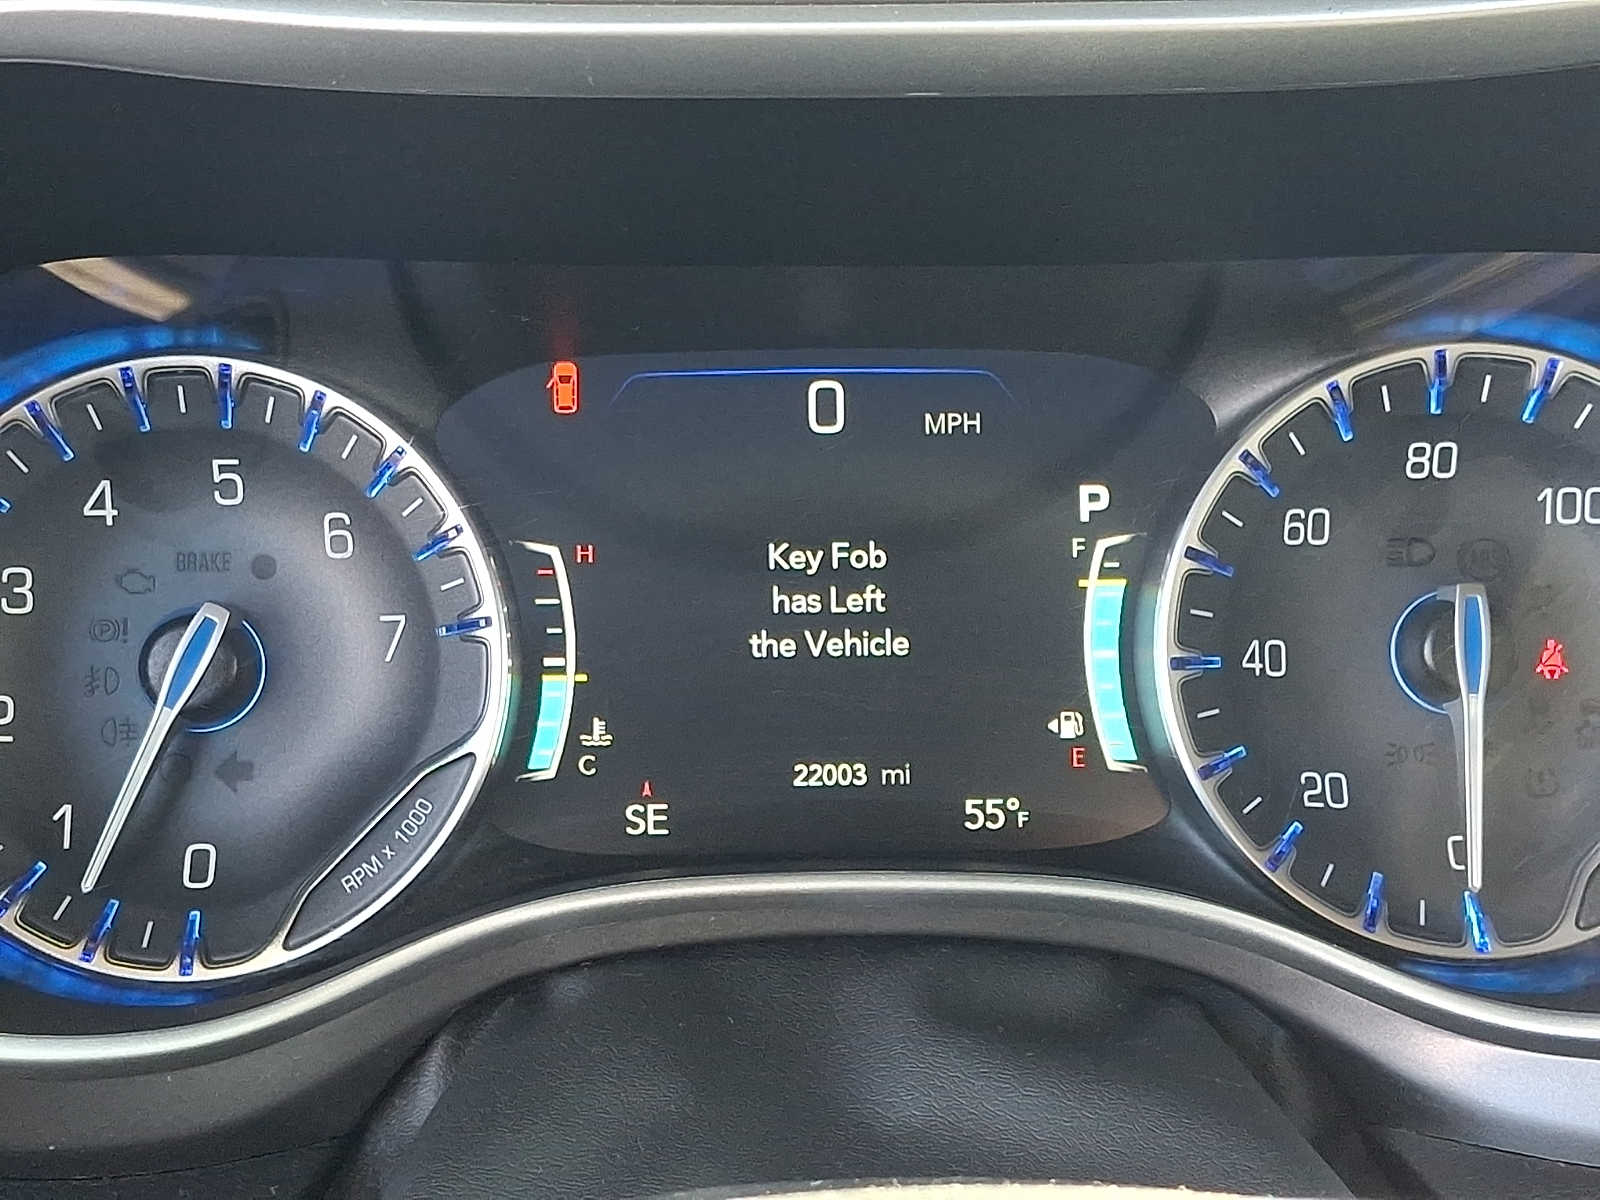 0 MPH
P
Key Fob
has Left
the Vehicle
H
C
F
E
22003 mi
SE
55°F
0
1
2
3
4
5
6
7
RPM x 1000
BRAKE
0
20
40
60
80
100